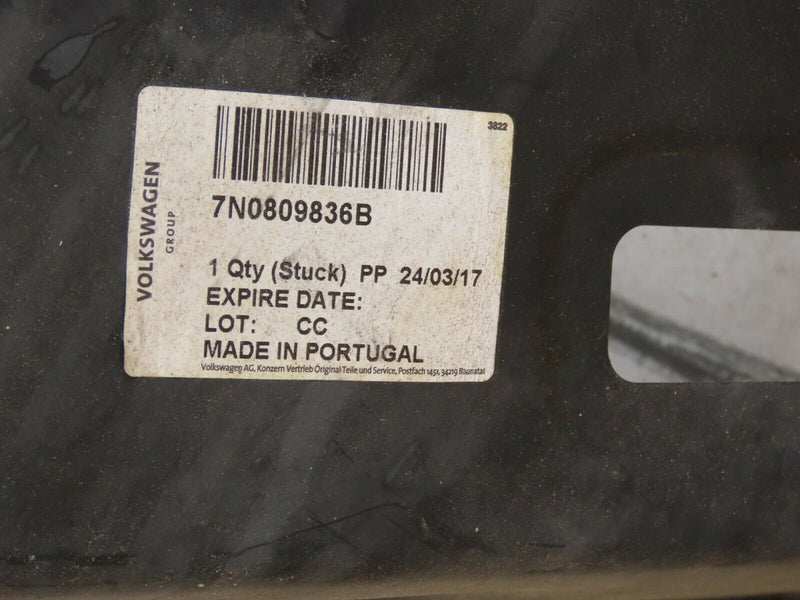 3822
VOLKSWAGEN
GROUP
7N0809836B
1 Qty (Stuck) PP 24/03/17
EXPIRE DATE:
LOT: CC
MADE IN PORTUGAL
Volkswagen AG, Konzern Vertrieb Original Teile und Service, Postfach 1451, 34219 Baunatal